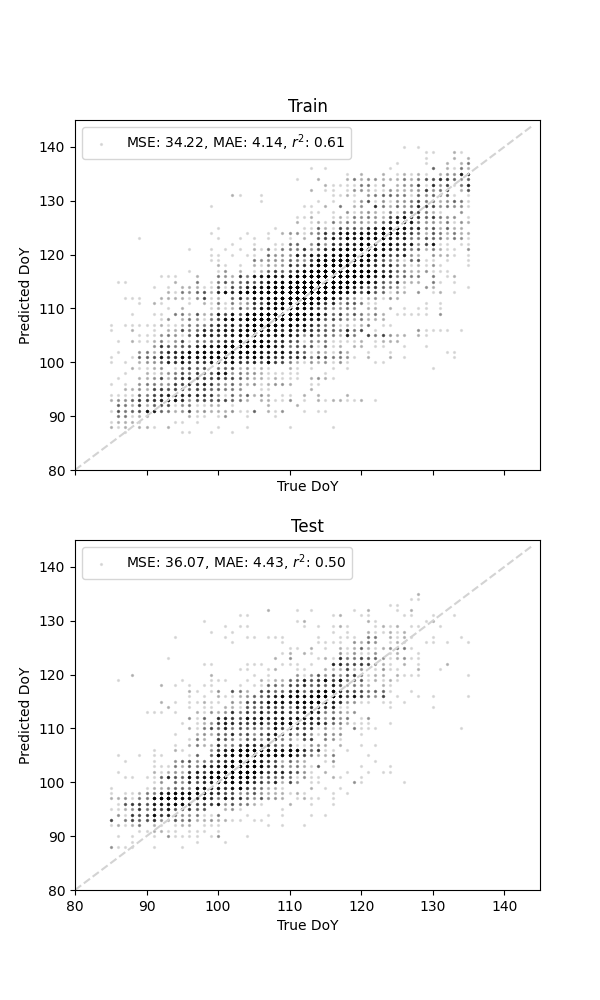 Train
MSE: 34.22, MAE: 4.14, r²: 0.61
140
130
120
110
100
90
80
Predicted DoY
True DoY
Test
MSE: 36.07, MAE: 4.43, r²: 0.50
140
130
120
110
100
90
80
Predicted DoY
80 90 100 110 120 130 140
True DoY